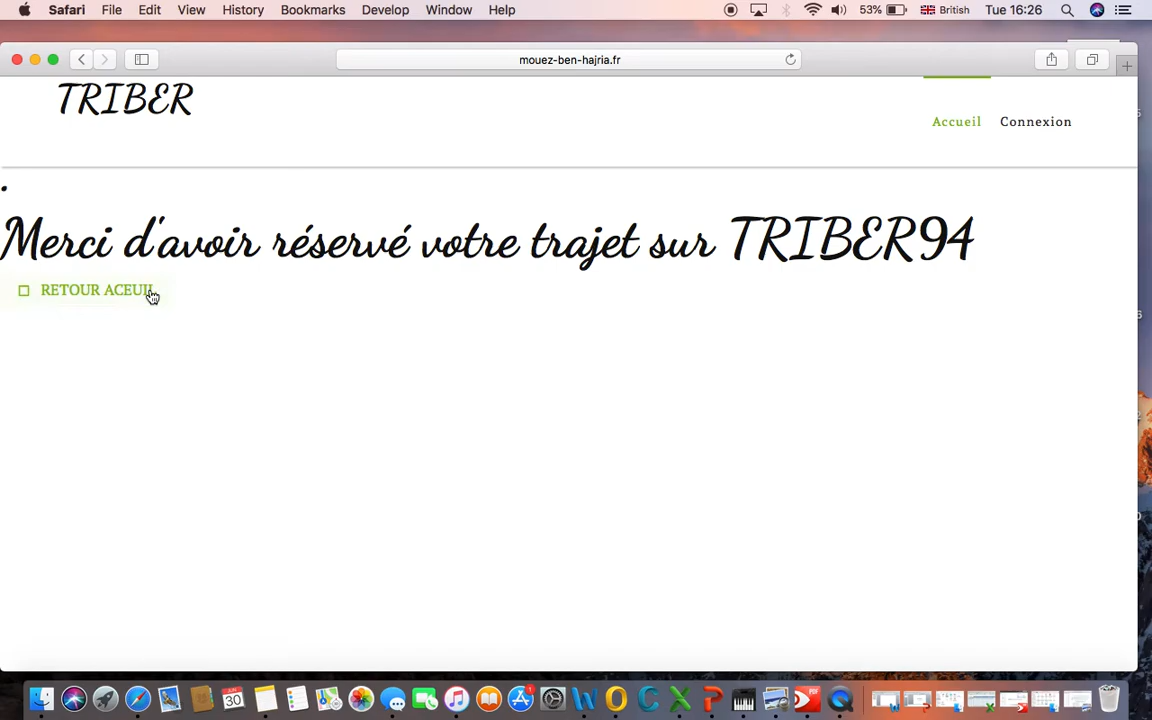 Safari File Edit View History Bookmarks Develop Window Help 53% British Tue 16:26
mouez-ben-hajria.fr
TRIBER
Accueil Connexion
.
Merci d'avoir réservé votre trajet sur TRIBER94
RETOUR ACEUIL